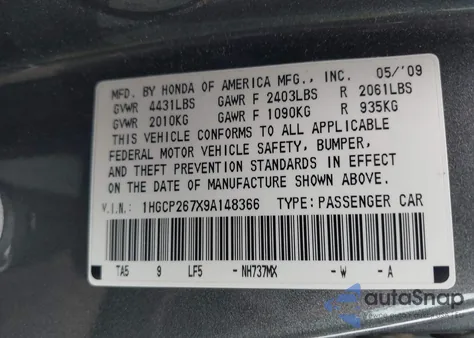 MFD. BY HONDA OF AMERICA MFG., INC. 05/'09
GVWR 4431LBS GAWR F 2403LBS R 2061LBS
GVWR 2010KG GAWR F 1090KG R 935KG
THIS VEHICLE CONFORMS TO ALL APPLICABLE
FEDERAL MOTOR VEHICLE SAFETY, BUMPER,
AND THEFT PREVENTION STANDARDS IN EFFECT
ON THE DATE OF MANUFACTURE SHOWN ABOVE.
V.I.N.: 1HGCP267X9A148366 TYPE: PASSENGER CAR
TA5 9 LF5 - NH737MX - W - A
autoSnap